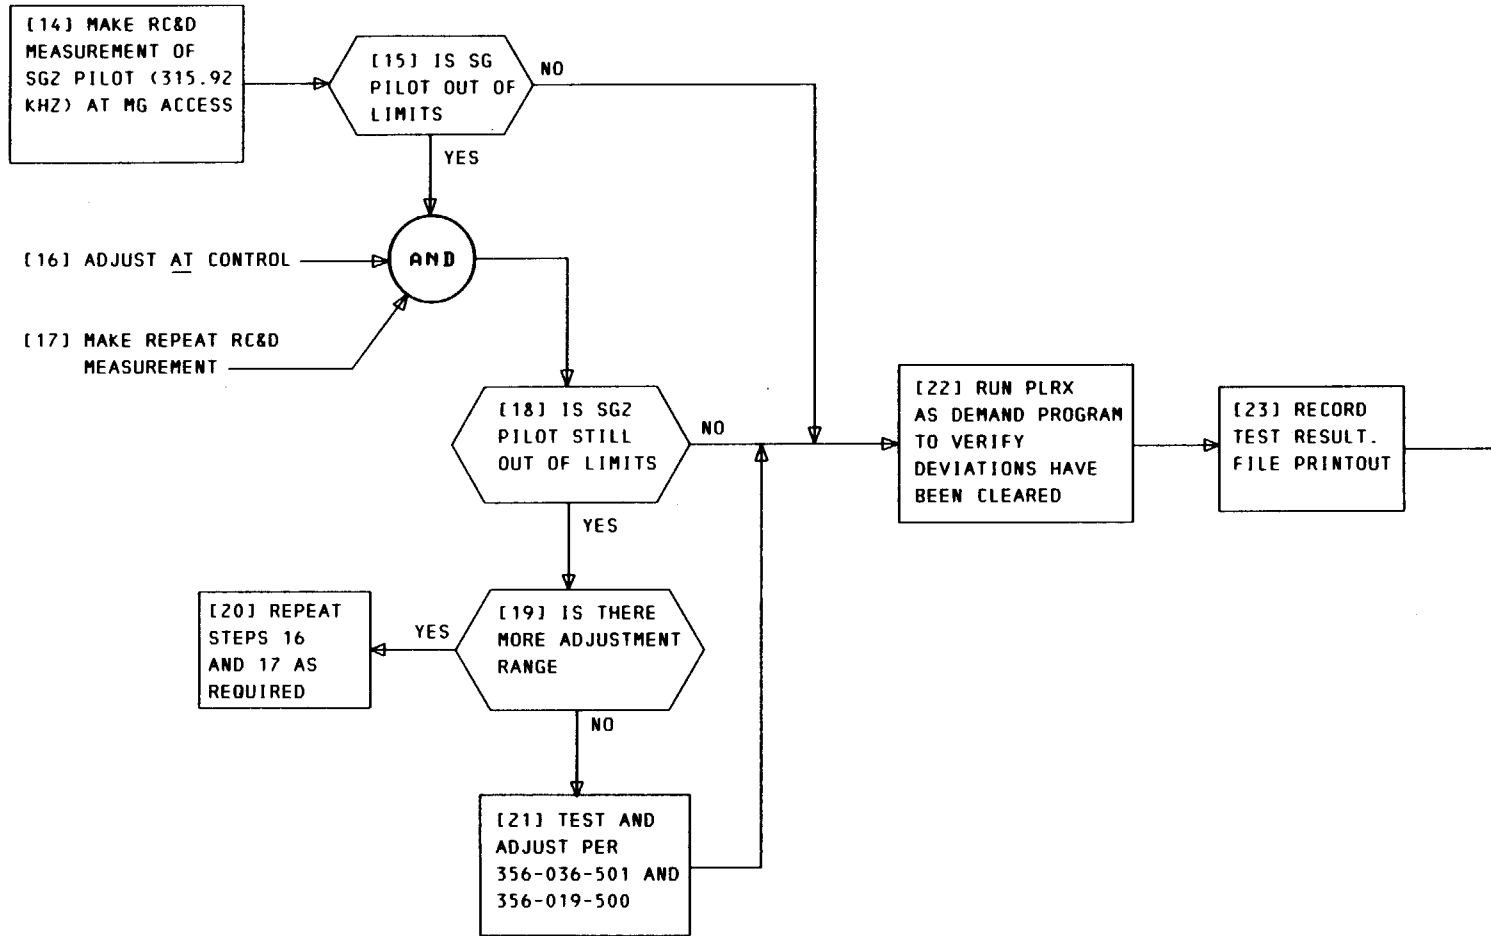 [14] MAKE RC&D
MEASUREMENT OF
SG2 PILOT (315.92
KHZ) AT MG ACCESS
[15] IS SG
PILOT OUT OF
LIMITS
NO
YES
AND
[16] ADJUST AT CONTROL
[17] MAKE REPEAT RC&D
MEASUREMENT
[18] IS SG2
PILOT STILL
OUT OF LIMITS
NO
YES
[19] IS THERE
MORE ADJUSTMENT
RANGE
YES
[20] REPEAT
STEPS 16
AND 17 AS
REQUIRED
NO
[21] TEST AND
ADJUST PER
356-036-501 AND
356-019-500
[22] RUN PLRX
AS DEMAND PROGRAM
TO VERIFY
DEVIATIONS HAVE
BEEN CLEARED
[23] RECORD
TEST RESULT.
FILE PRINTOUT